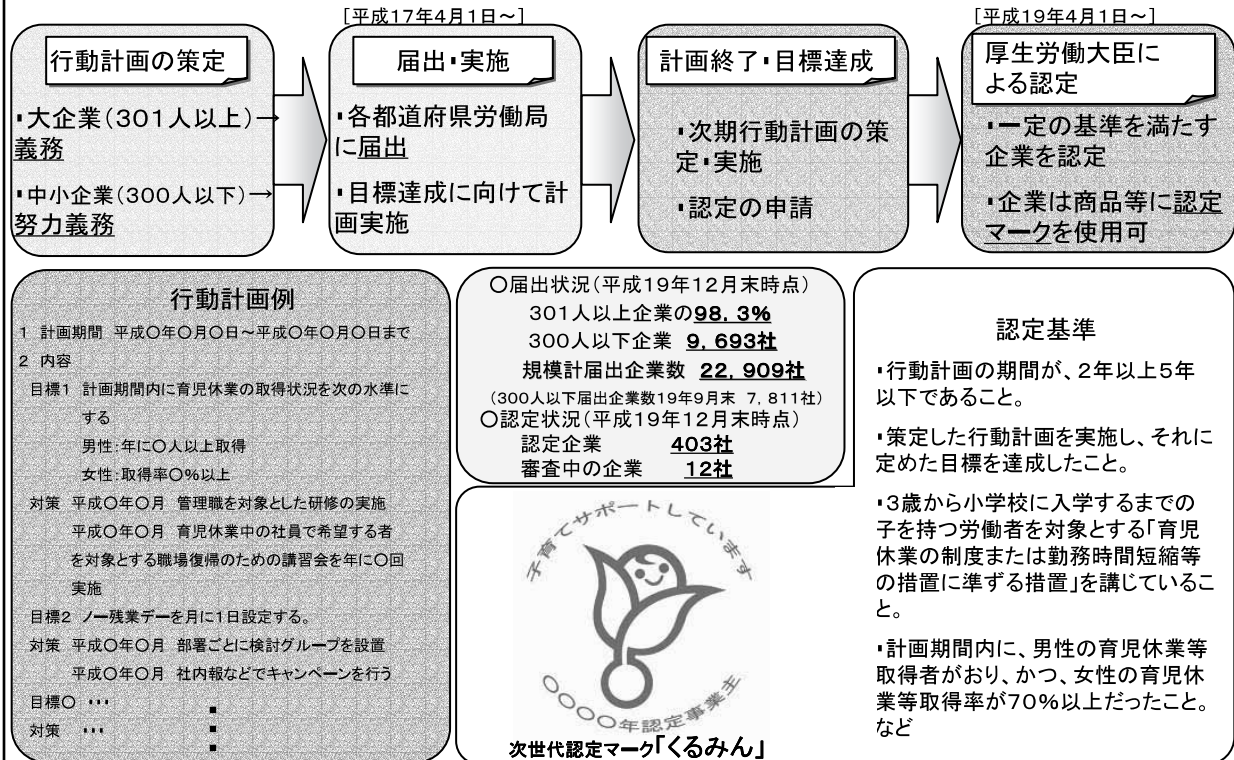 [平成17年4月1日～]
[平成19年4月1日～]
行動計画の策定
▪大企業(301人以上)→
義務
▪中小企業(300人以下)→
努力義務
届出▪実施
▪各都道府県労働局
に届出
▪目標達成に向けて計
画実施
計画終了▪目標達成
▪次期行動計画の策
定▪実施
▪認定の申請
厚生労働大臣に
よる認定
▪一定の基準を満たす
企業を認定
▪企業は商品等に認定
マークを使用可
行動計画例
1 計画期間 平成〇年〇月〇日～平成〇年〇月〇日まで
2 内容
目標1 計画期間内に育児休業の取得状況を次の水準に
する
男性:年に〇人以上取得
女性:取得率〇%以上
対策 平成〇年〇月 管理職を対象とした研修の実施
平成〇年〇月 育児休業中の社員で希望する者
を対象とする職場復帰のための講習会を年に〇回
実施
目標2 ノー残業デーを月に1日設定する。
対策 平成〇年〇月 部署ごとに検討グループを設置
平成〇年〇月 社内報などでキャンペーンを行う
目標〇 ▪▪▪
対策 ▪▪▪
〇届出状況(平成19年12月末時点)
301人以上企業の98. 3%
300人以下企業 9, 693社
規模計届出企業数 22, 909社
(300人以下届出企業数19年9月末 7, 811社)
〇認定状況(平成19年12月末時点)
認定企業 403社
審査中の企業 12社
子育てサポートしています
〇〇〇〇年認定事業主
次世代認定マーク「くるみん」
認定基準
▪行動計画の期間が、2年以上5年
以下であること。
▪策定した行動計画を実施し、それに
定めた目標を達成したこと。
▪3歳から小学校に入学するまでの
子を持つ労働者を対象とする「育児
休業の制度または勤務時間短縮等
の措置に準ずる措置」を講じているこ
と。
▪計画期間内に、男性の育児休業等
取得者がおり、かつ、女性の育児休
業等取得率が70%以上だったこと。
など